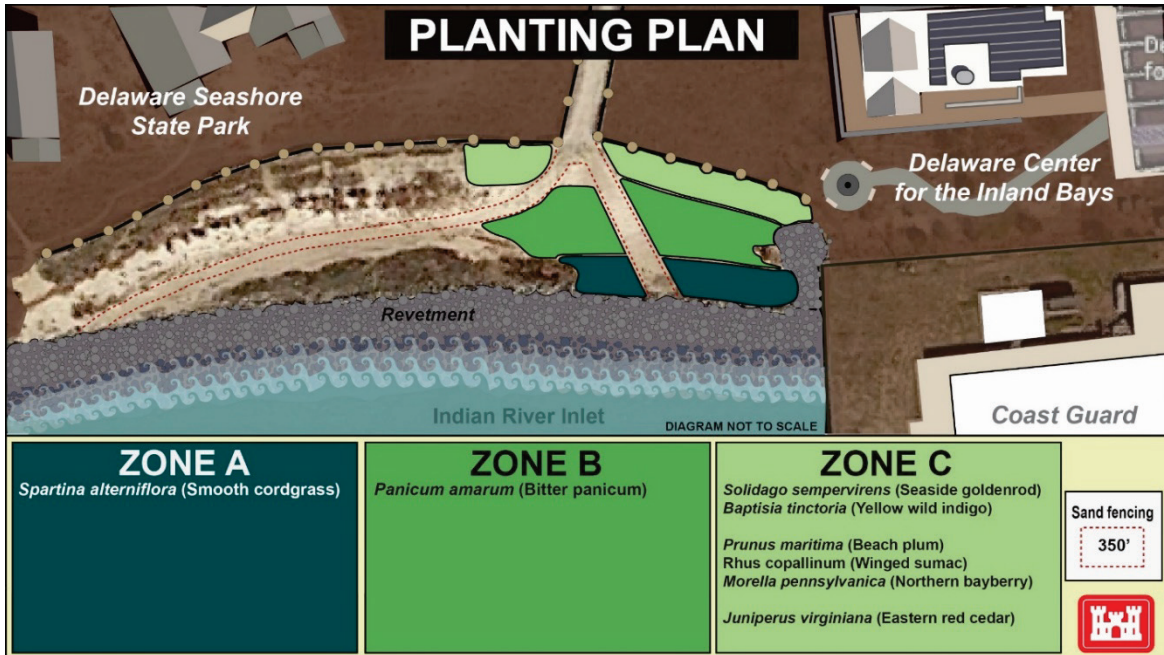 PLANTING PLAN
Delaware Seashore
State Park
Delaware Center
for the Inland Bays
Revetment
Indian River Inlet
DIAGRAM NOT TO SCALE
Coast Guard
ZONE A
Spartina alterniflora (Smooth cordgrass)
ZONE B
Panicum amarum (Bitter panicum)
ZONE C
Solidago sempervirens (Seaside goldenrod)
Baptisia tinctoria (Yellow wild indigo)
Prunus maritima (Beach plum)
Rhus copallinum (Winged sumac)
Morella pennsylvanica (Northern bayberry)
Juniperus virginiana (Eastern red cedar)
Sand fencing
350'